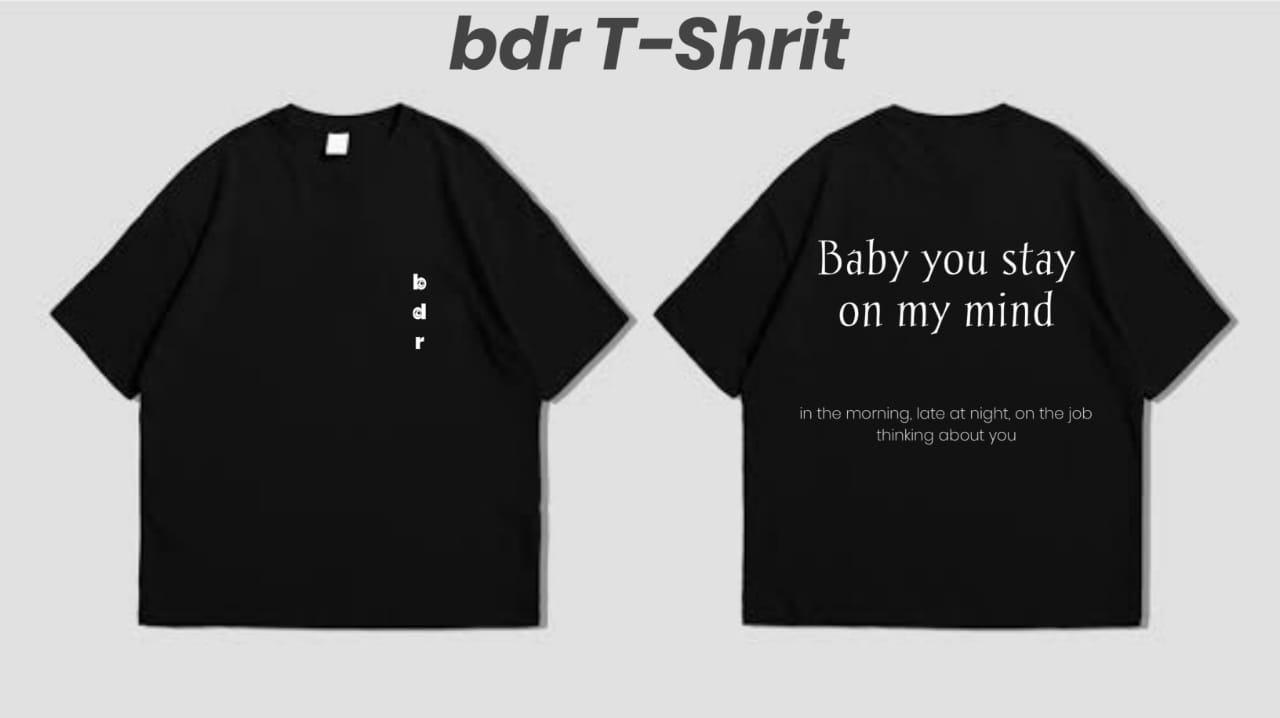 bdr T-Shrit
b
d
r
Baby you stay
on my mind
in the morning, late at night, on the job
thinking about you